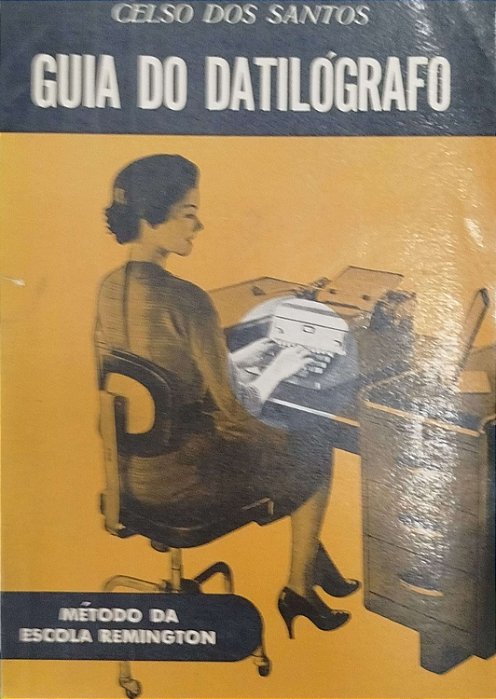 CELSO DOS SANTOS
GUIA DO DATILÓGRAFO
MÉTODO DA
ESCOLA REMINGTON